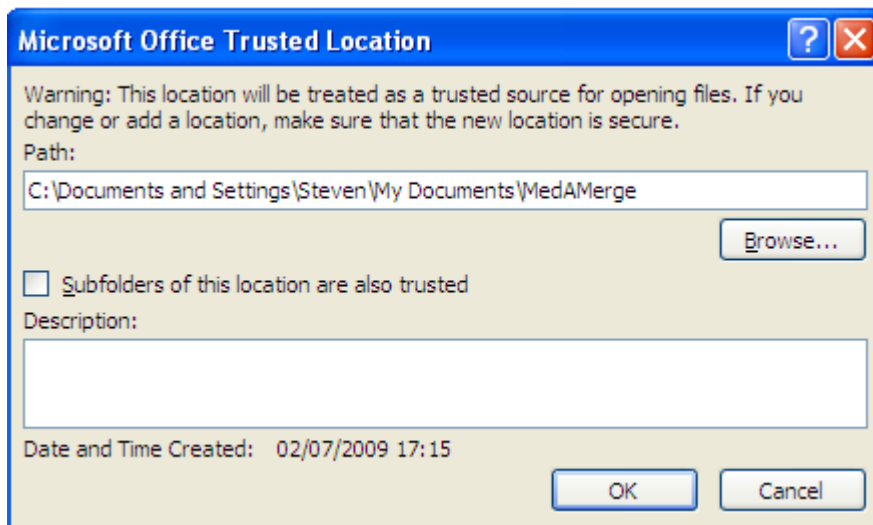 Microsoft Office Trusted Location
Warning: This location will be treated as a trusted source for opening files. If you
change or add a location, make sure that the new location is secure.
Path:
C:\Documents and Settings\Steven\My Documents\MedAMerge
Browse...
Subfolders of this location are also trusted
Description:
Date and Time Created: 02/07/2009 17:15
OK Cancel